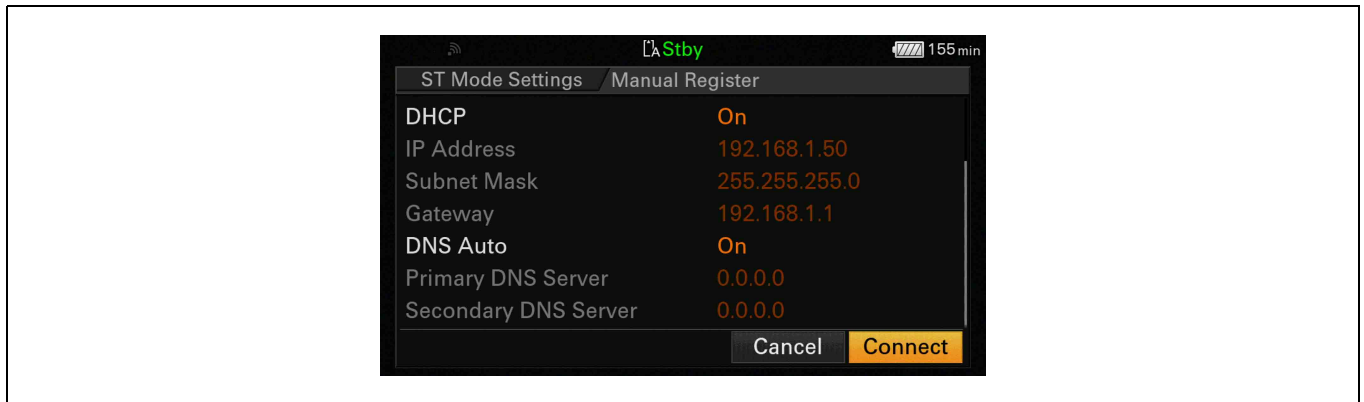 Stby 155 min
ST Mode Settings Manual Register
DHCP On
IP Address 192.168.1.50
Subnet Mask 255.255.255.0
Gateway 192.168.1.1
DNS Auto On
Primary DNS Server 0.0.0.0
Secondary DNS Server 0.0.0.0
Cancel Connect